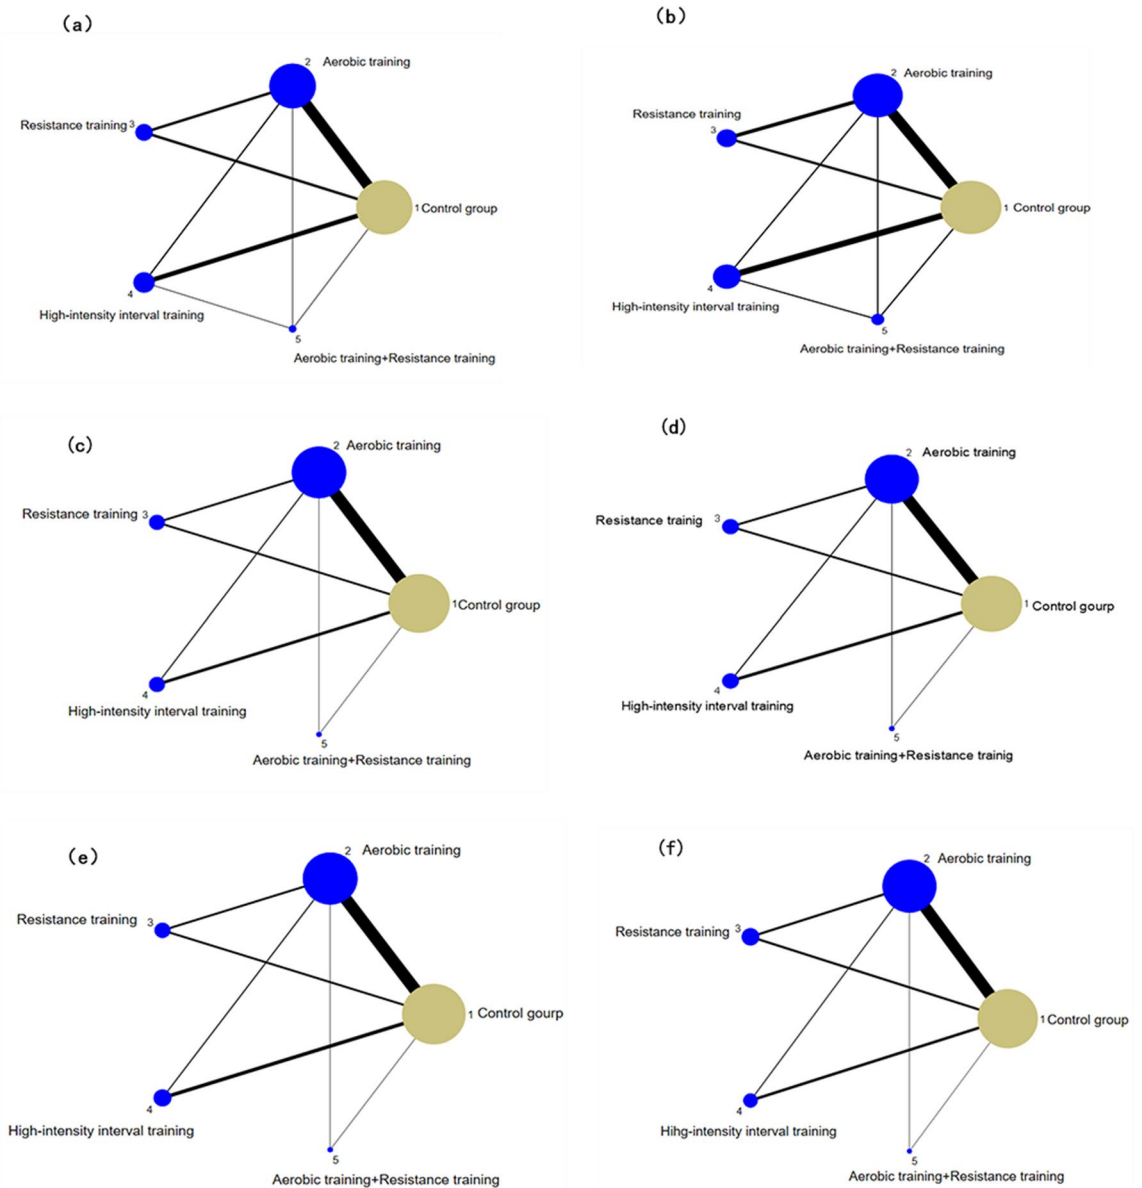 (a)
2 Aerobic training
Resistance training 3
1 Control group
4
High-intensity interval training
5
Aerobic training+Resistance training
(b)
2 Aerobic training
Resistance training
3
1 Control group
4
High-intensity interval training
5
Aerobic training+Resistance training
(c)
2 Aerobic training
Resistance training 3
1 Control group
4
High-intensity interval training
5
Aerobic training+Resistance training
(d)
2 Aerobic training
Resistance trainig 3
1 Control gourp
4
High-intensity interval training
5
Aerobic training+Resistance trainig
(e)
2 Aerobic training
Resistance training 3
1 Control gourp
4
High-intensity interval training
5
Aerobic training+Resistance training
(f)
2 Aerobic training
Resistance training 3
1 Control group
4
Hihg-intensity interval training
5
Aerobic training+Resistance training